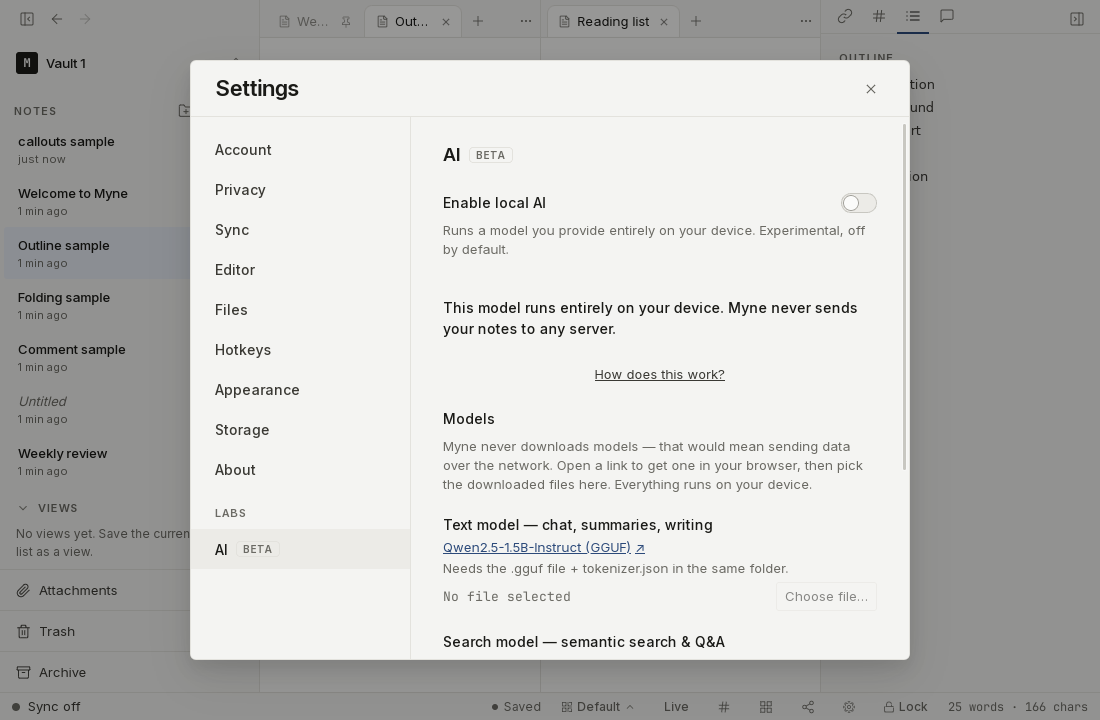 We…
Out…
Reading list
M
Vault 1
NOTES
callouts sample
just now
Welcome to Myne
1 min ago
Outline sample
1 min ago
Folding sample
1 min ago
Comment sample
1 min ago
Untitled
1 min ago
Weekly review
1 min ago
VIEWS
No views yet. Save the curren
list as a view.
Attachments
Trash
Archive
Sync off
OUTLINE
Settings
Account
Privacy
Sync
Editor
Files
Hotkeys
Appearance
Storage
About
LABS
AI BETA
AI BETA
Enable local AI
Runs a model you provide entirely on your device. Experimental, off
by default.
This model runs entirely on your device. Myne never sends
your notes to any server.
How does this work?
Models
Myne never downloads models — that would mean sending data
over the network. Open a link to get one in your browser, then pick
the downloaded files here. Everything runs on your device.
Text model — chat, summaries, writing
Qwen2.5-1.5B-Instruct (GGUF) ↗
Needs the .gguf file + tokenizer.json in the same folder.
No file selected
Choose file…
Search model — semantic search & Q&A
Saved
Default
Live
Lock
25 words · 166 chars